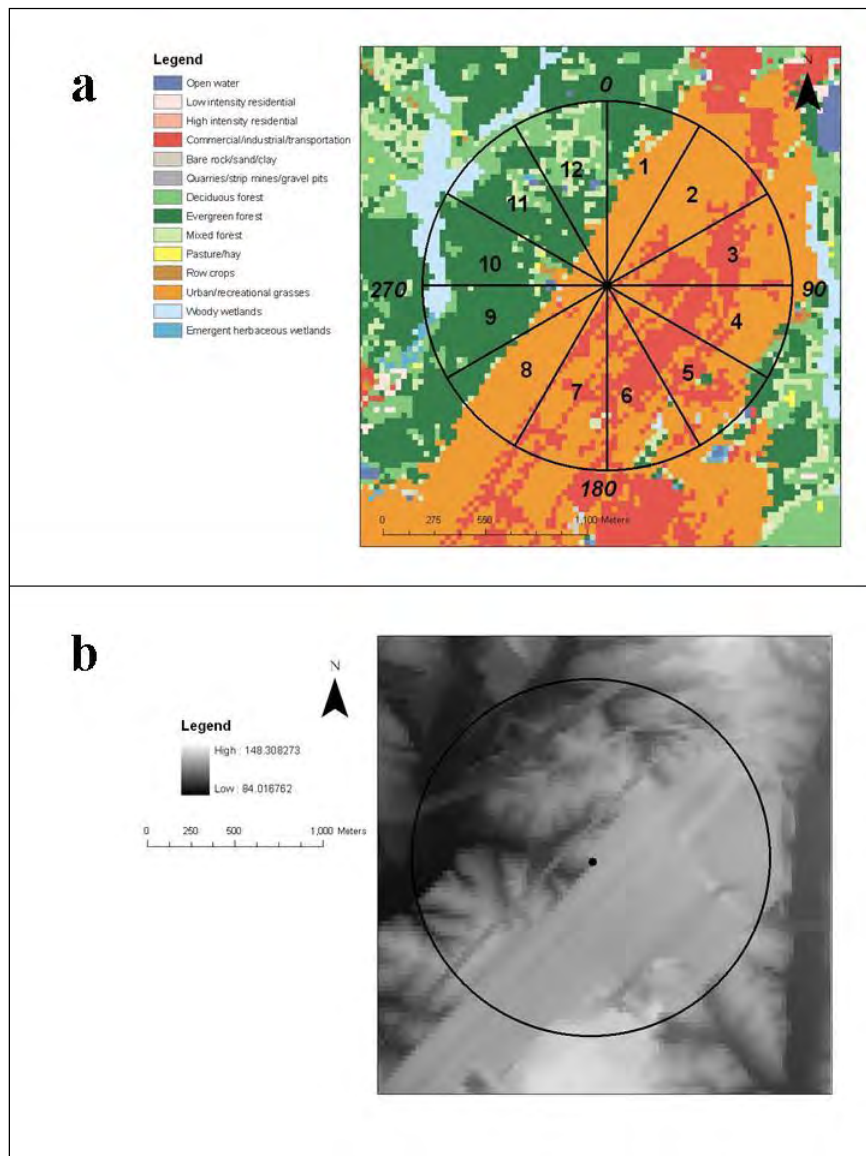 a
Legend
Open water
Low intensity residential
High intensity residential
Commercial/industrial/transportation
Bare rock/sand/clay
Quarries/strip mines/gravel pits
Deciduous forest
Evergreen forest
Mixed forest
Pasture/hay
Row crops
Urban/recreational grasses
Woody wetlands
Emergent herbaceous wetlands
N
0
1
2
3
4
5
6
7
8
9
10
11
12
90
180
270
0 275 550 1,100 Meters
b
N
Legend
High : 148.308273
Low : 84.016762
0 250 500 1,000 Meters